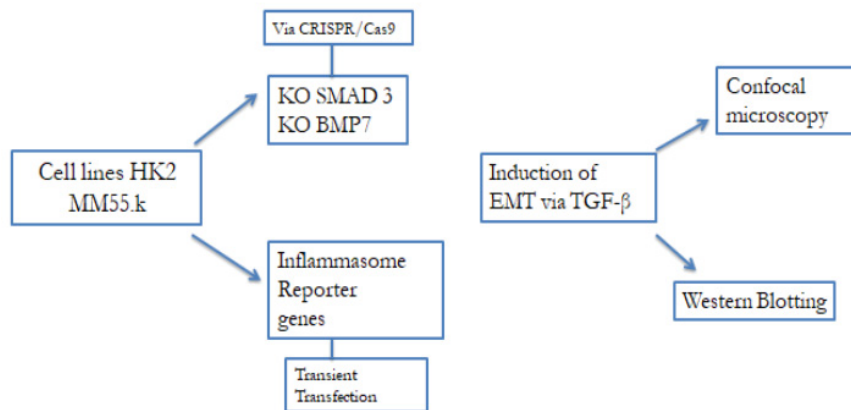 Via CRISPR/Cas9
KO SMAD 3
KO BMP7
Cell lines HK2
MM55.k
Inflammasome
Reporter
genes
Transient
Transfection
Confocal
microscopy
Induction of
EMT via TGF-β
Western Blotting